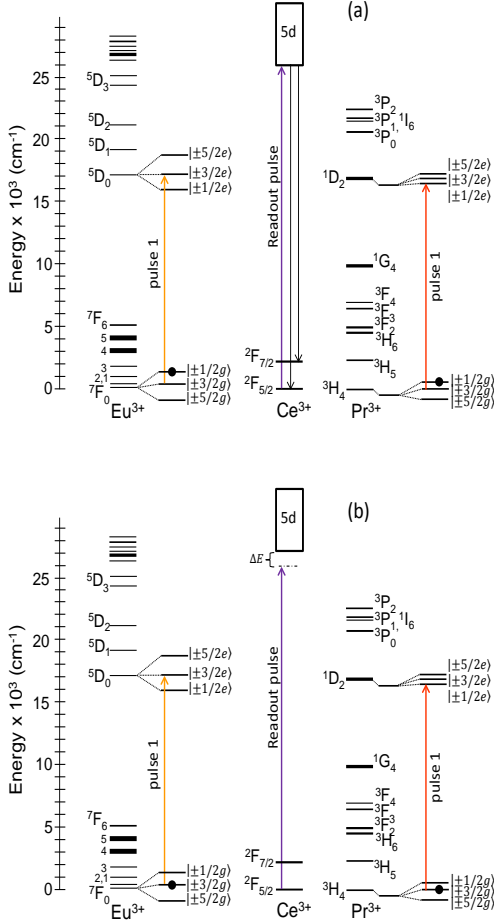 (a)
5d
25
20
15
10
5
0
Energy x 10³ (cm⁻¹)
⁵D₃
⁵D₂
⁵D₁
⁵D₀
|±5/2e⟩
|±3/2e⟩
|±1/2e⟩
pulse 1
⁷F₆
5
4
3
2,1
⁷F₀
|±1/2g⟩
|±3/2g⟩
|±5/2g⟩
Eu³⁺
Readout pulse
²F₇/₂
²F₅/₂
Ce³⁺
³P₂
³P₁, ¹I₆
³P₀
¹D₂
|±5/2e⟩
|±3/2e⟩
|±1/2e⟩
pulse 1
¹G₄
³F₄
³F₃
³F₂
³H₆
³H₅
³H₄
|±1/2g⟩
|±3/2g⟩
|±5/2g⟩
Pr³⁺
(b)
5d
ΔE
25
20
15
10
5
0
Energy x 10³ (cm⁻¹)
⁵D₃
⁵D₂
⁵D₁
⁵D₀
|±5/2e⟩
|±3/2e⟩
|±1/2e⟩
pulse 1
⁷F₆
5
4
3
2,1
⁷F₀
|±1/2g⟩
|±3/2g⟩
|±5/2g⟩
Eu³⁺
Readout pulse
²F₇/₂
²F₅/₂
Ce³⁺
³P₂
³P₁, ¹I₆
³P₀
¹D₂
|±5/2e⟩
|±3/2e⟩
|±1/2e⟩
pulse 1
¹G₄
³F₄
³F₃
³F₂
³H₆
³H₅
³H₄
|±1/2g⟩
|±3/2g⟩
|±5/2g⟩
Pr³⁺